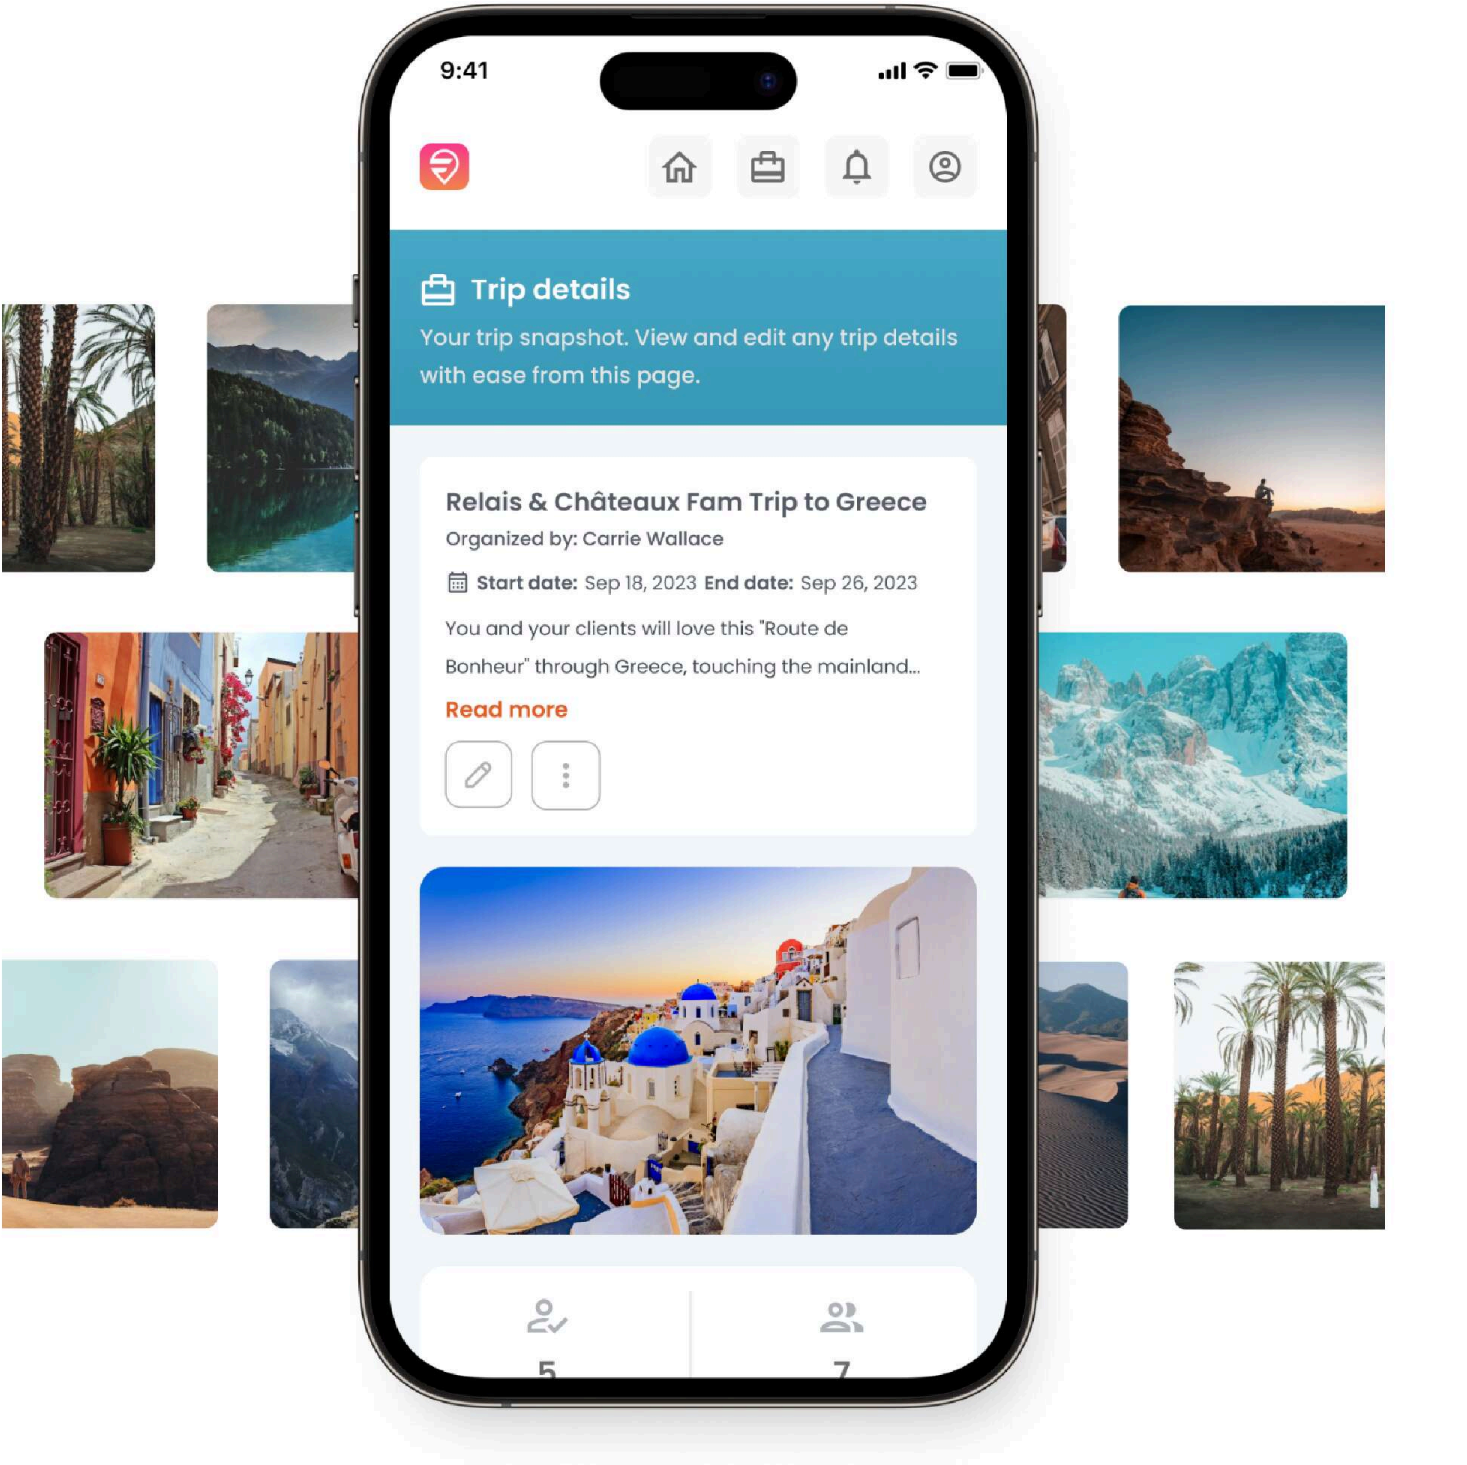 9:41
Trip details
Your trip snapshot. View and edit any trip details
with ease from this page.
Relais & Châteaux Fam Trip to Greece
Organized by: Carrie Wallace
Start date: Sep 18, 2023 End date: Sep 26, 2023
You and your clients will love this "Route de
Bonheur" through Greece, touching the mainland...
Read more
5 7